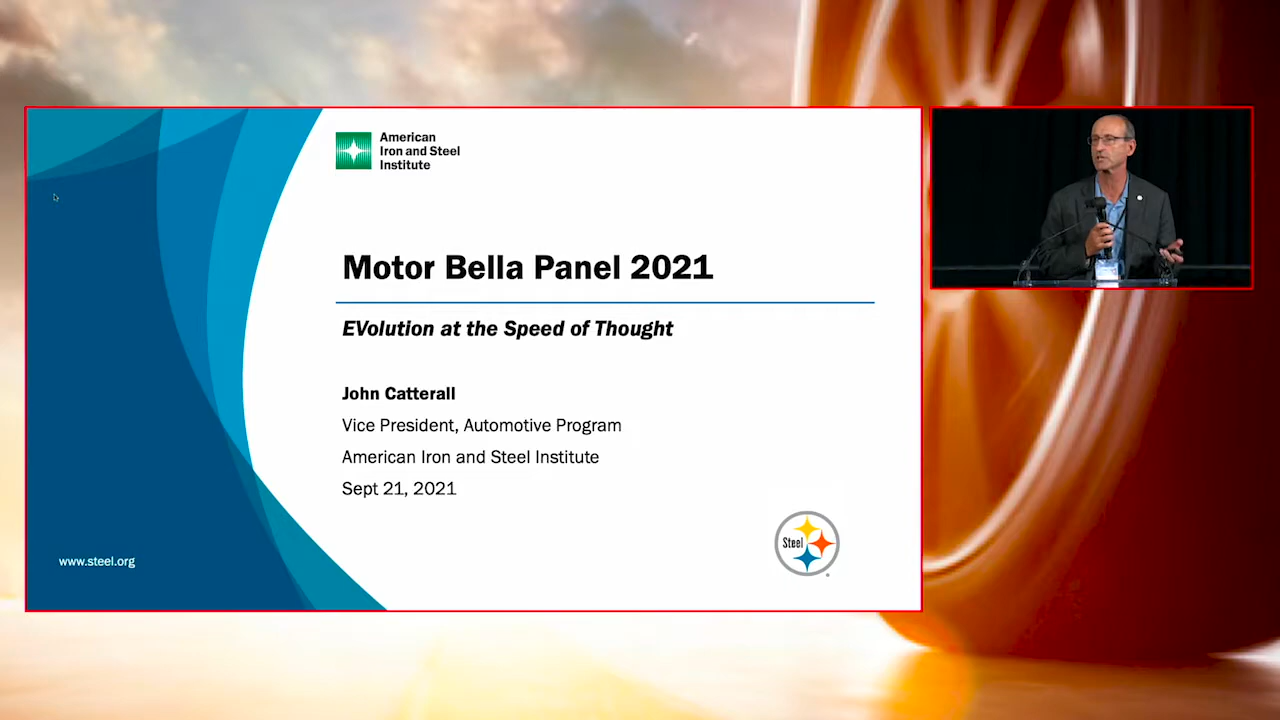 American
Iron and Steel
Institute
Motor Bella Panel 2021
EVolution at the Speed of Thought
John Catterall
Vice President, Automotive Program
American Iron and Steel Institute
Sept 21, 2021
Steel
www.steel.org